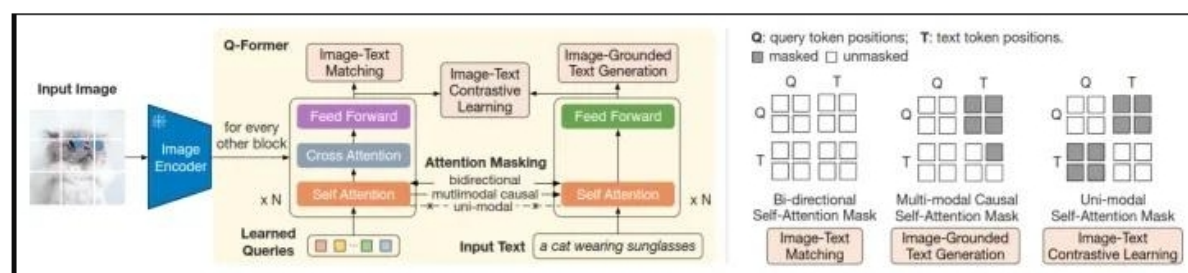 Q-Former
Image-Text
Matching
Image-Text
Contrastive
Learning
Image-Grounded
Text Generation
Input Image
Image
Encoder
for every
other block
Feed Forward
Cross Attention
Self Attention
x N
Learned
Queries
Attention Masking
bidirectional
mutlimodal causal
uni-modal
Feed Forward
Self Attention
x N
Input Text
a cat wearing sunglasses
Q: query token positions; T: text token positions.
masked unmasked
Q T
Q
T
Bi-directional
Self-Attention Mask
Image-Text
Matching
Q T
Q
T
Multi-modal Causal
Self-Attention Mask
Image-Grounded
Text Generation
Q T
Q
T
Uni-modal
Self-Attention Mask
Image-Text
Contrastive Learning